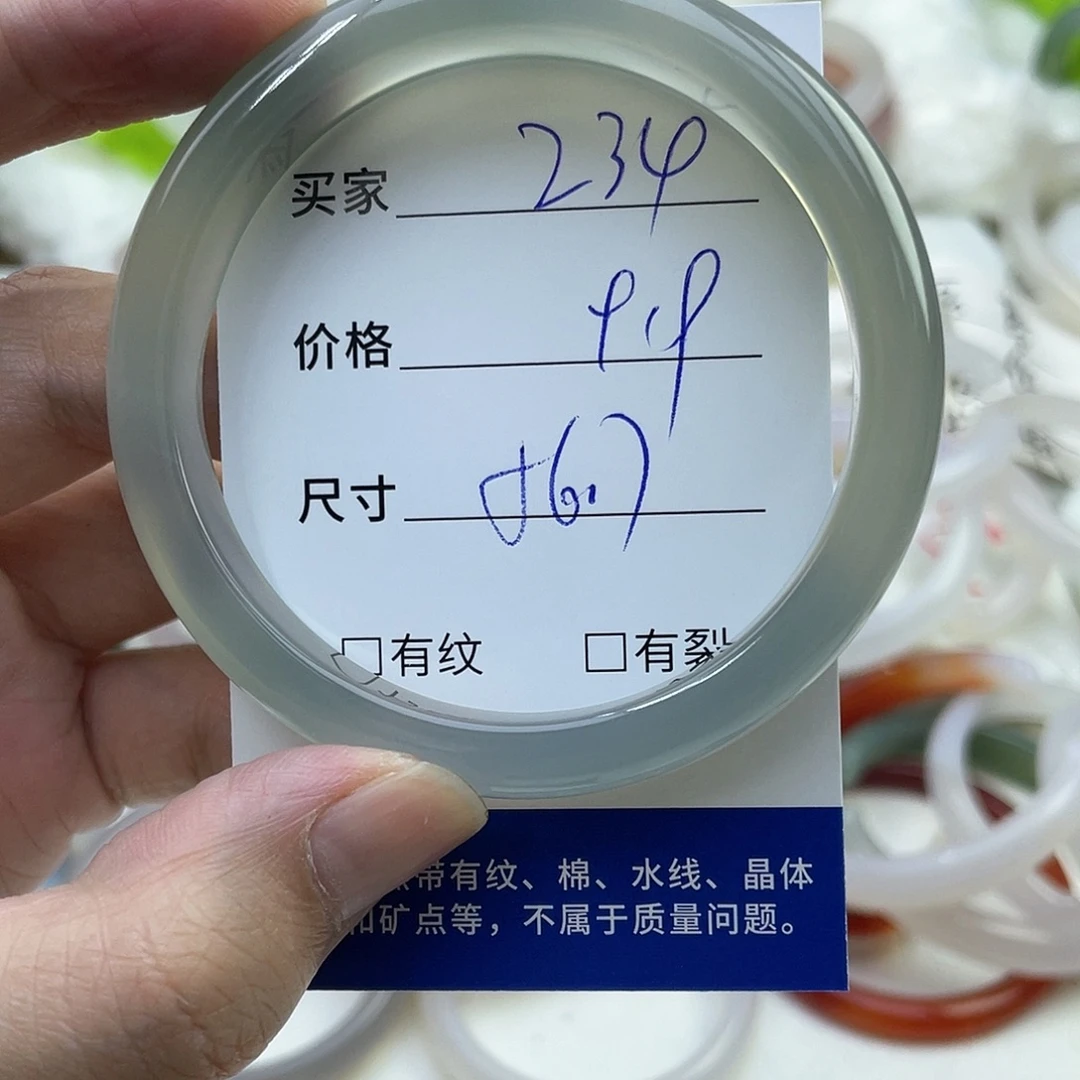 买家 234
价格
尺寸
□有纹 □有裂
带有纹、棉、水线、晶体
和矿点等，不属于质量问题。